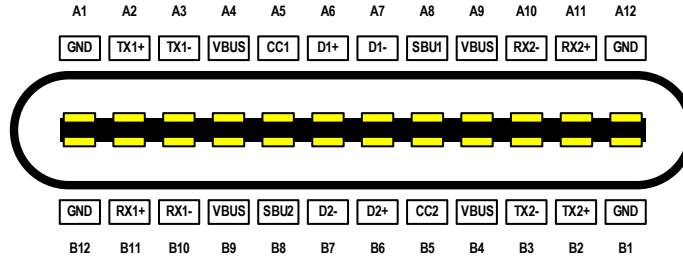 A1 A2 A3 A4 A5 A6 A7 A8 A9 A10 A11 A12
GND TX1+ TX1- VBUS CC1 D1+ D1- SBU1 VBUS RX2- RX2+ GND
GND RX1+ RX1- VBUS SBU2 D2- D2+ CC2 VBUS TX2- TX2+ GND
B12 B11 B10 B9 B8 B7 B6 B5 B4 B3 B2 B1